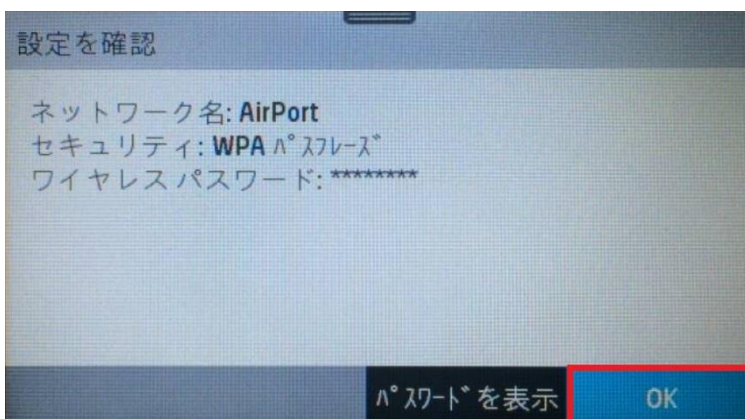 設定を確認
ネットワーク名: AirPort
セキュリティ: WPA ﾊﾟｽﾌﾚｰｽﾞ
ワイヤレス パスワード: ********
ﾊﾟｽﾜｰﾄﾞを表示
OK